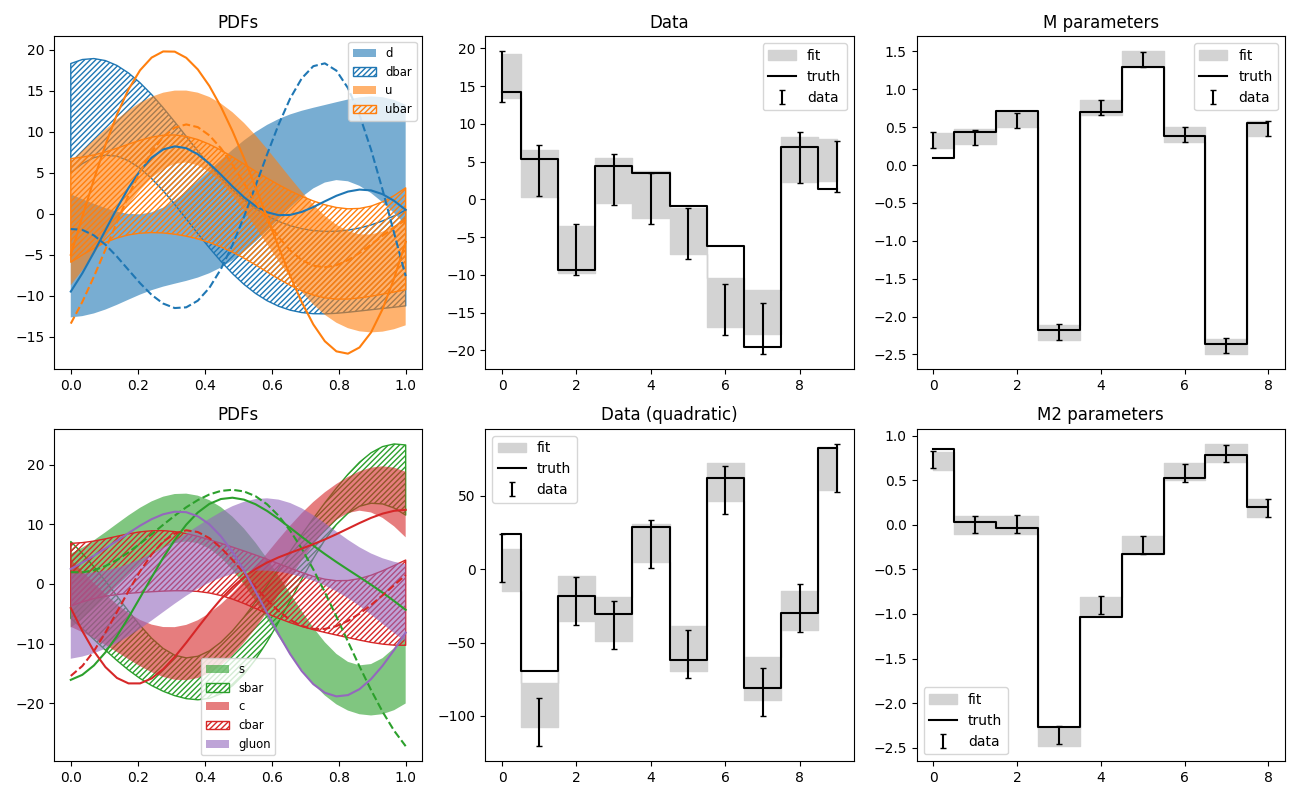 PDFs
20
15
10
5
0
−5
−10
−15
0.0 0.2 0.4 0.6 0.8 1.0
d
dbar
u
ubar
Data
20
15
10
5
0
−5
−10
−15
−20
0 2 4 6 8
fit
truth
data
M parameters
1.5
1.0
0.5
0.0
−0.5
−1.0
−1.5
−2.0
−2.5
0 2 4 6 8
fit
truth
data
PDFs
20
10
0
−10
−20
0.0 0.2 0.4 0.6 0.8 1.0
s
sbar
c
cbar
gluon
Data (quadratic)
50
0
−50
−100
0 2 4 6 8
fit
truth
data
M2 parameters
1.0
0.5
0.0
−0.5
−1.0
−1.5
−2.0
−2.5
0 2 4 6 8
fit
truth
data